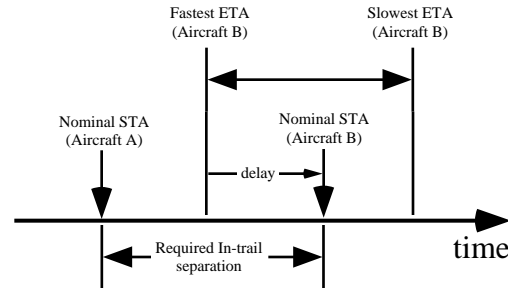 Fastest ETA
(Aircraft B)
Slowest ETA
(Aircraft B)
Nominal STA
(Aircraft A)
Nominal STA
(Aircraft B)
delay
time
Required In-trail
separation